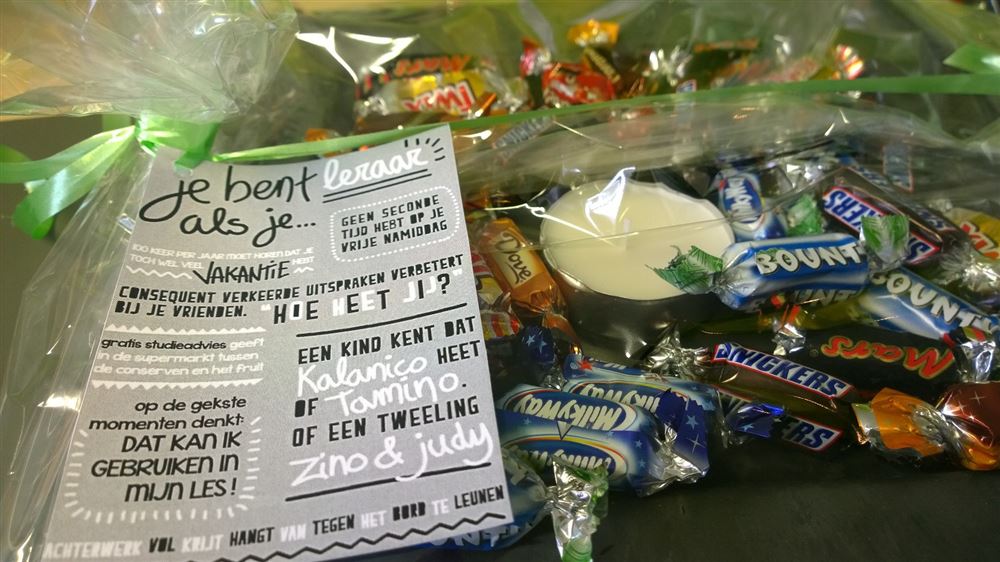 je bent leraar
als je...
GEEN SECONDE
TIJD HEBT OP JE
VRIJE NAMIDDAG
100 KEER PER JAAR MOET HOREN DAT JE
TOCH WEL VEEL VAKANTIE HEBT
CONSEQUENT VERKEERDE UITSPRAKEN VERBETERT
BIJ JE VRIENDEN. "HOE HEET JIJ"?
gratis studieadvies geeft
in de supermarkt tussen
de conserven en het fruit
EEN KIND KENT DAT
Kalanico HEET
OF Tamino.
OF EEN TWEELING
Zino & judy
op de gekste
momenten denkt:
DAT KAN IK
GEBRUIKEN IN
MIJN LES!
ACHTERWERK VOL KRIJT HANGT VAN TEGEN HET BORD TE LEUNEN
Mars
TWIX
Dove
SNICKERS
BOUNTY
BOUNTY
SNICKERS
Mars
SNICKERS
MilkyWay
MilkyWay